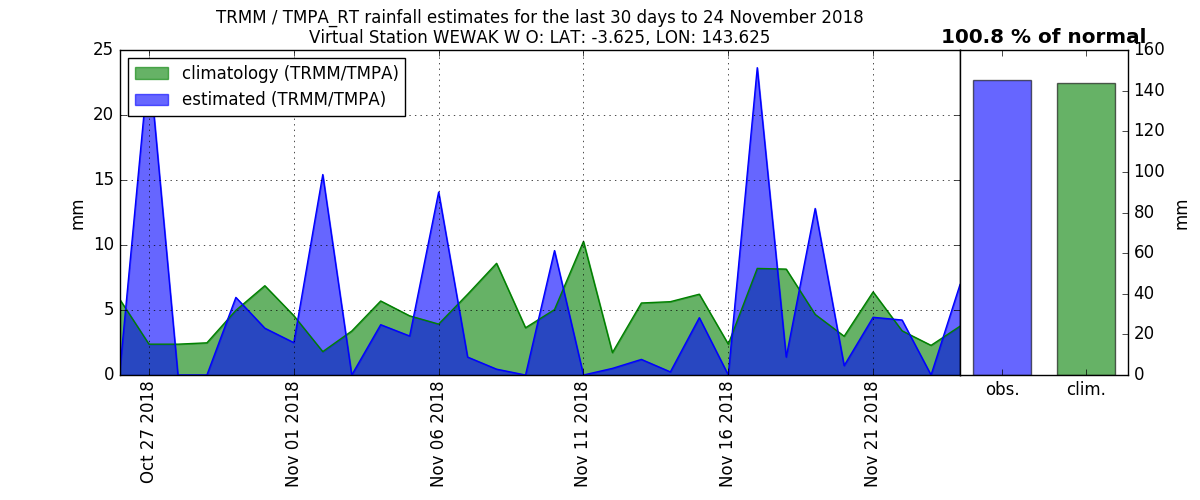 TRMM / TMPA_RT rainfall estimates for the last 30 days to 24 November 2018
Virtual Station WEWAK W O: LAT: -3.625, LON: 143.625
100.8 % of normal
climatology (TRMM/TMPA)
estimated (TRMM/TMPA)
25
20
15
10
5
0
mm
Oct 27 2018
Nov 01 2018
Nov 06 2018
Nov 11 2018
Nov 16 2018
Nov 21 2018
160
140
120
100
80
60
40
20
0
mm
obs.
clim.